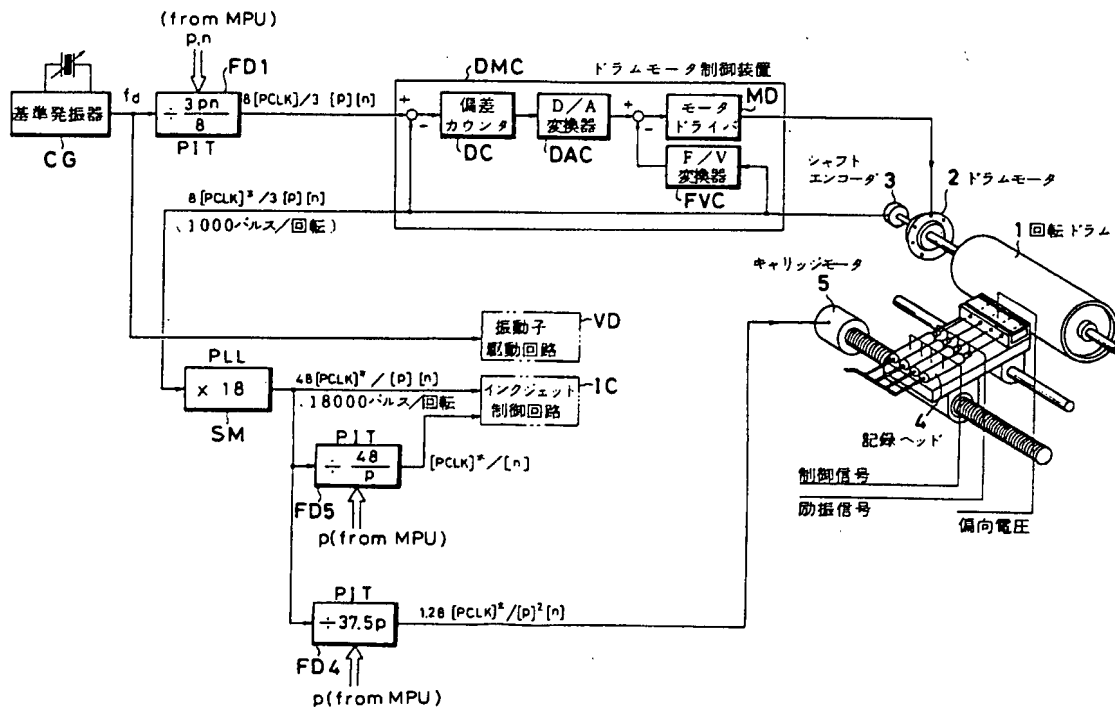 (from MPU)
p,n
FD1
基準発振器
CG
fd
÷ 3pn
8
PIT
8[PCLK]/3 [p][n]
DMC
ドラムモータ制御装置
+
-
偏差
カウンタ
DC
D/A
変換器
DAC
+
-
モータ
ドライバ
MD
F/V
変換器
FVC
シャフト
エンコーダ
3
2 ドラムモータ
1 回転ドラム
8[PCLK]*/3[p][n]
(1000パルス/回転)
キャリッジモータ
5
振動子
駆動回路
VD
PLL
× 18
SM
48[PCLK]*/[p][n]
(18000パルス/回転
インクジェット
制御回路
IC
PIT
÷ 48
p
FD5
[PCLK]*/[n]
p(from MPU)
4
記録ヘッド
制御信号
励振信号
偏向電圧
PIT
÷37.5p
FD4
1.28[PCLK]*/[p]²[n]
p(from MPU)